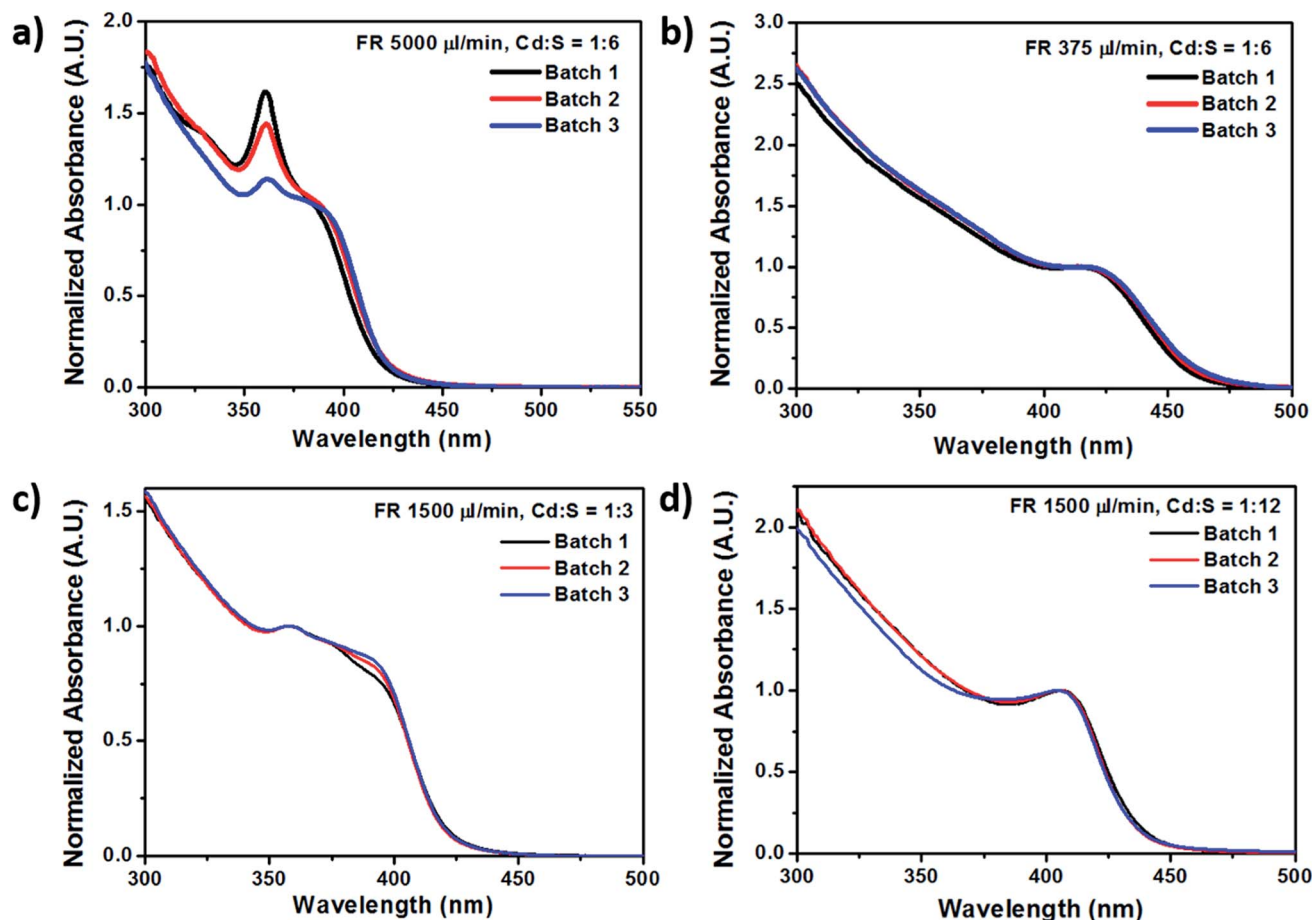 a)
FR 5000 µl/min, Cd:S = 1:6
Batch 1
Batch 2
Batch 3
Normalized Absorbance (A.U.)
2.0
1.5
1.0
0.5
0.0
300 350 400 450 500 550
Wavelength (nm)
b)
FR 375 µl/min, Cd:S = 1:6
Batch 1
Batch 2
Batch 3
Normalized Absorbance (A.U.)
3.0
2.5
2.0
1.5
1.0
0.5
0.0
300 350 400 450 500
Wavelength (nm)
c)
FR 1500 µl/min, Cd:S = 1:3
Batch 1
Batch 2
Batch 3
Normalized Absorbance (A.U.)
1.5
1.0
0.5
0.0
300 350 400 450 500
Wavelength (nm)
d)
FR 1500 µl/min, Cd:S = 1:12
Batch 1
Batch 2
Batch 3
Normalized Absorbance (A.U.)
2.0
1.5
1.0
0.5
0.0
300 350 400 450 500
Wavelength (nm)